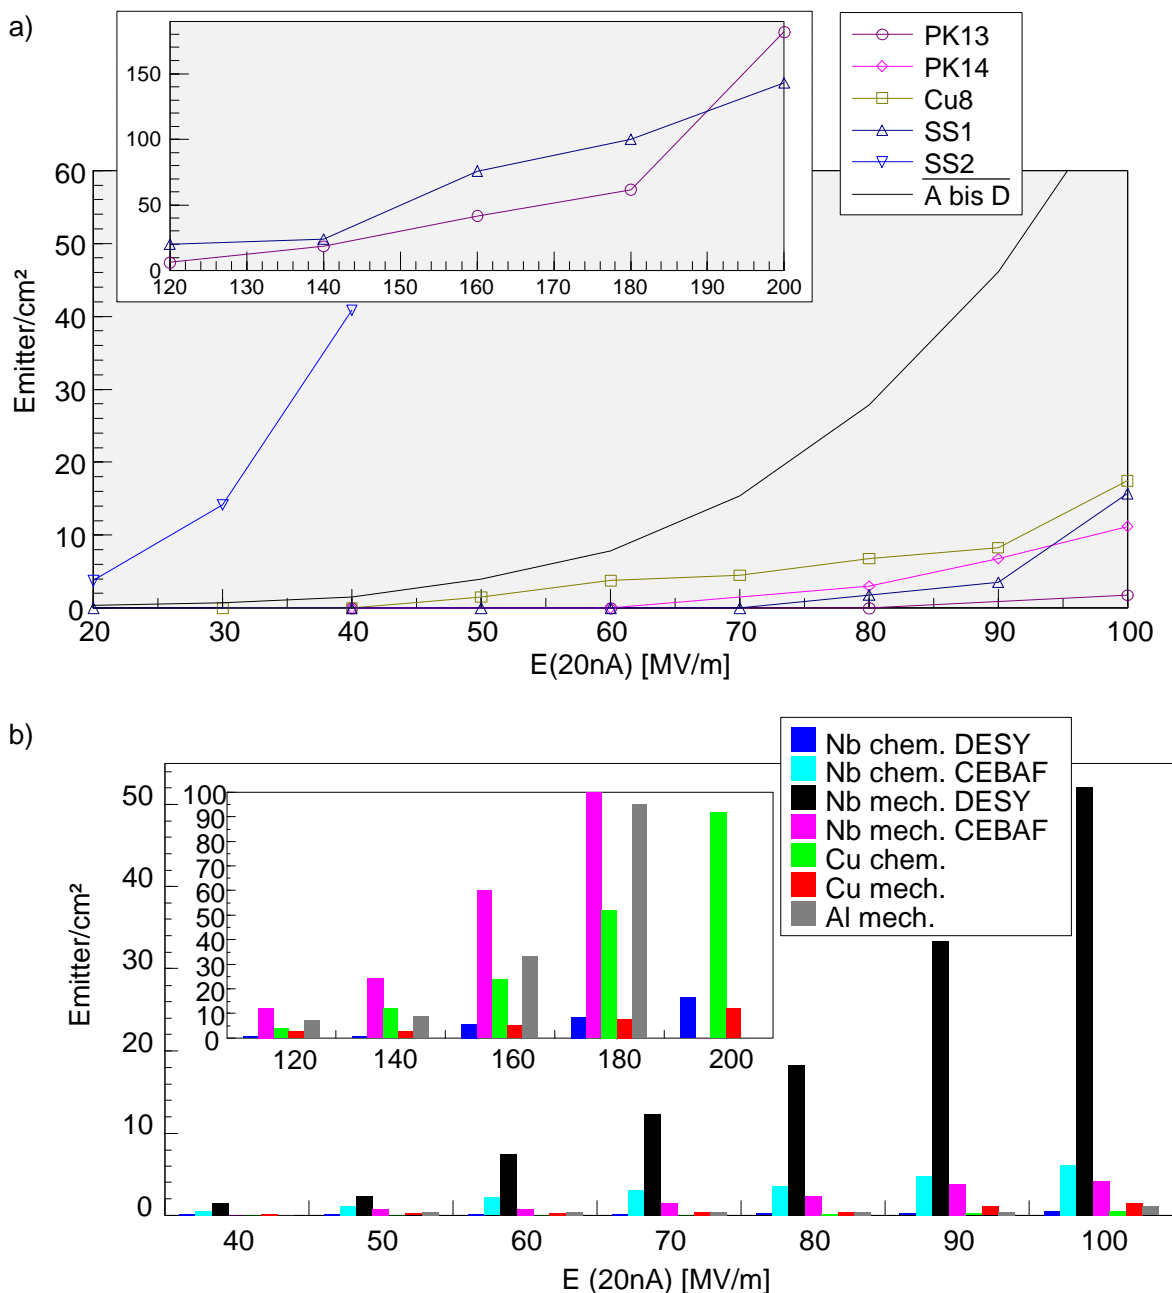 a)
PK13
PK14
Cu8
SS1
SS2
A bis D
150
100
50
0
120 130 140 150 160 170 180 190 200
60
50
40
30
20
10
0
Emitter/cm²
20 30 40 50 60 70 80 90 100
E(20nA) [MV/m]
b)
Nb chem. DESY
Nb chem. CEBAF
Nb mech. DESY
Nb mech. CEBAF
Cu chem.
Cu mech.
Al mech.
100
90
80
70
60
50
40
30
20
10
0
120 140 160 180 200
50
40
30
20
10
0
Emitter/cm²
40 50 60 70 80 90 100
E (20nA) [MV/m]